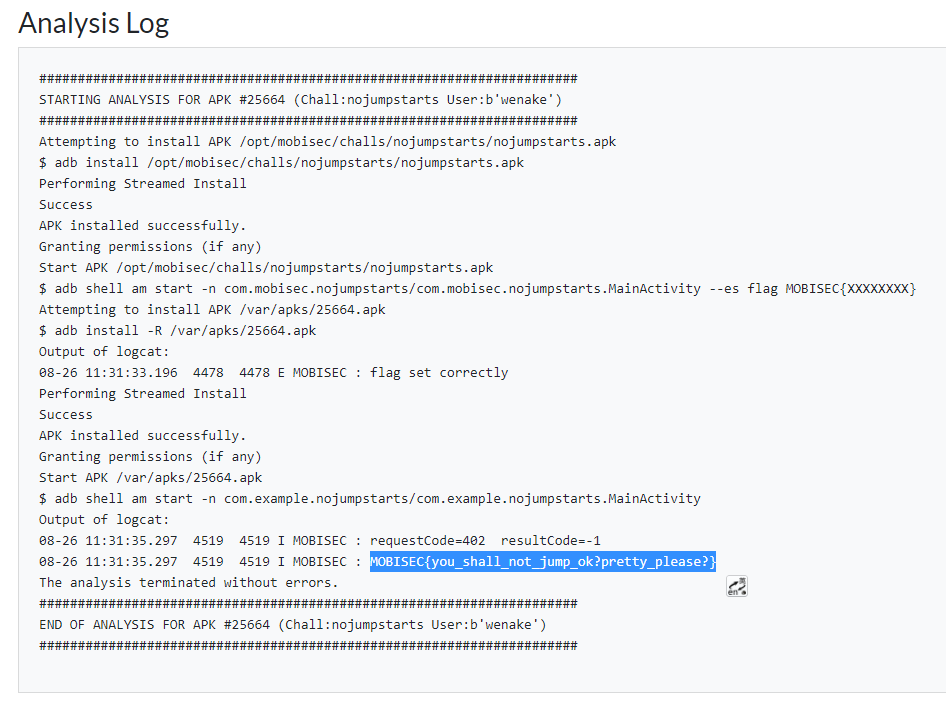 Analysis Log
######################################################################
STARTING ANALYSIS FOR APK #25664 (Chall:nojumpstarts User:b'wenake')
######################################################################
Attempting to install APK /opt/mobisec/challs/nojumpstarts/nojumpstarts.apk
$ adb install /opt/mobisec/challs/nojumpstarts/nojumpstarts.apk
Performing Streamed Install
Success
APK installed successfully.
Granting permissions (if any)
Start APK /opt/mobisec/challs/nojumpstarts/nojumpstarts.apk
$ adb shell am start -n com.mobisec.nojumpstarts/com.mobisec.nojumpstarts.MainActivity --es flag MOBISEC{XXXXXXXX}
Attempting to install APK /var/apks/25664.apk
$ adb install -R /var/apks/25664.apk
Output of logcat:
08-26 11:31:33.196  4478  4478 E MOBISEC : flag set correctly
Performing Streamed Install
Success
APK installed successfully.
Granting permissions (if any)
Start APK /var/apks/25664.apk
$ adb shell am start -n com.example.nojumpstarts/com.example.nojumpstarts.MainActivity
Output of logcat:
08-26 11:31:35.297  4519  4519 I MOBISEC : requestCode=402  resultCode=-1
08-26 11:31:35.297  4519  4519 I MOBISEC : MOBISEC{you_shall_not_jump_ok?pretty_please?}
The analysis terminated without errors.
######################################################################
END OF ANALYSIS FOR APK #25664 (Chall:nojumpstarts User:b'wenake')
######################################################################